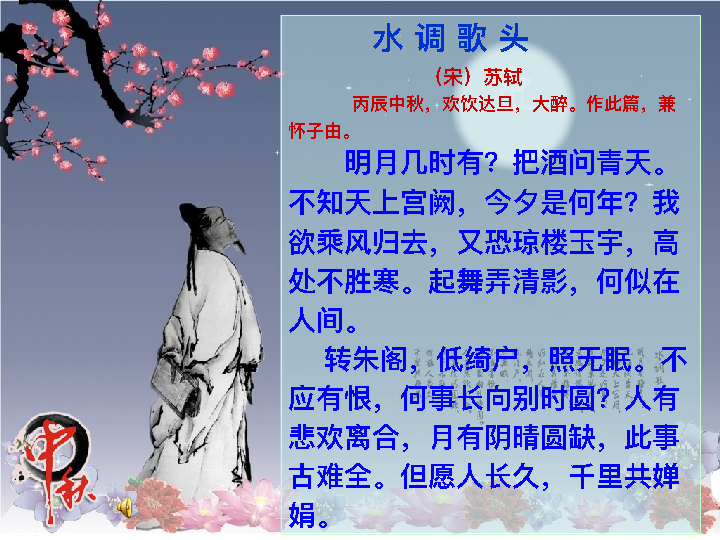 水调歌头
（宋）苏轼
丙辰中秋，欢饮达旦，大醉。作此篇，兼
怀子由。
明月几时有？把酒问青天。
不知天上宫阙，今夕是何年？我
欲乘风归去，又恐琼楼玉宇，高
处不胜寒。起舞弄清影，何似在
人间。
转朱阁，低绮户，照无眠。不
应有恨，何事长向别时圆？人有
悲欢离合，月有阴晴圆缺，此事
古难全。但愿人长久，千里共婵
娟。
中秋